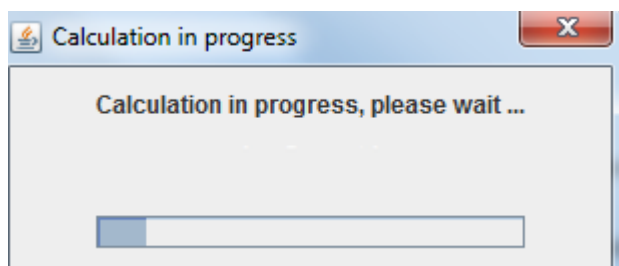 Calculation in progress
Calculation in progress, please wait ...